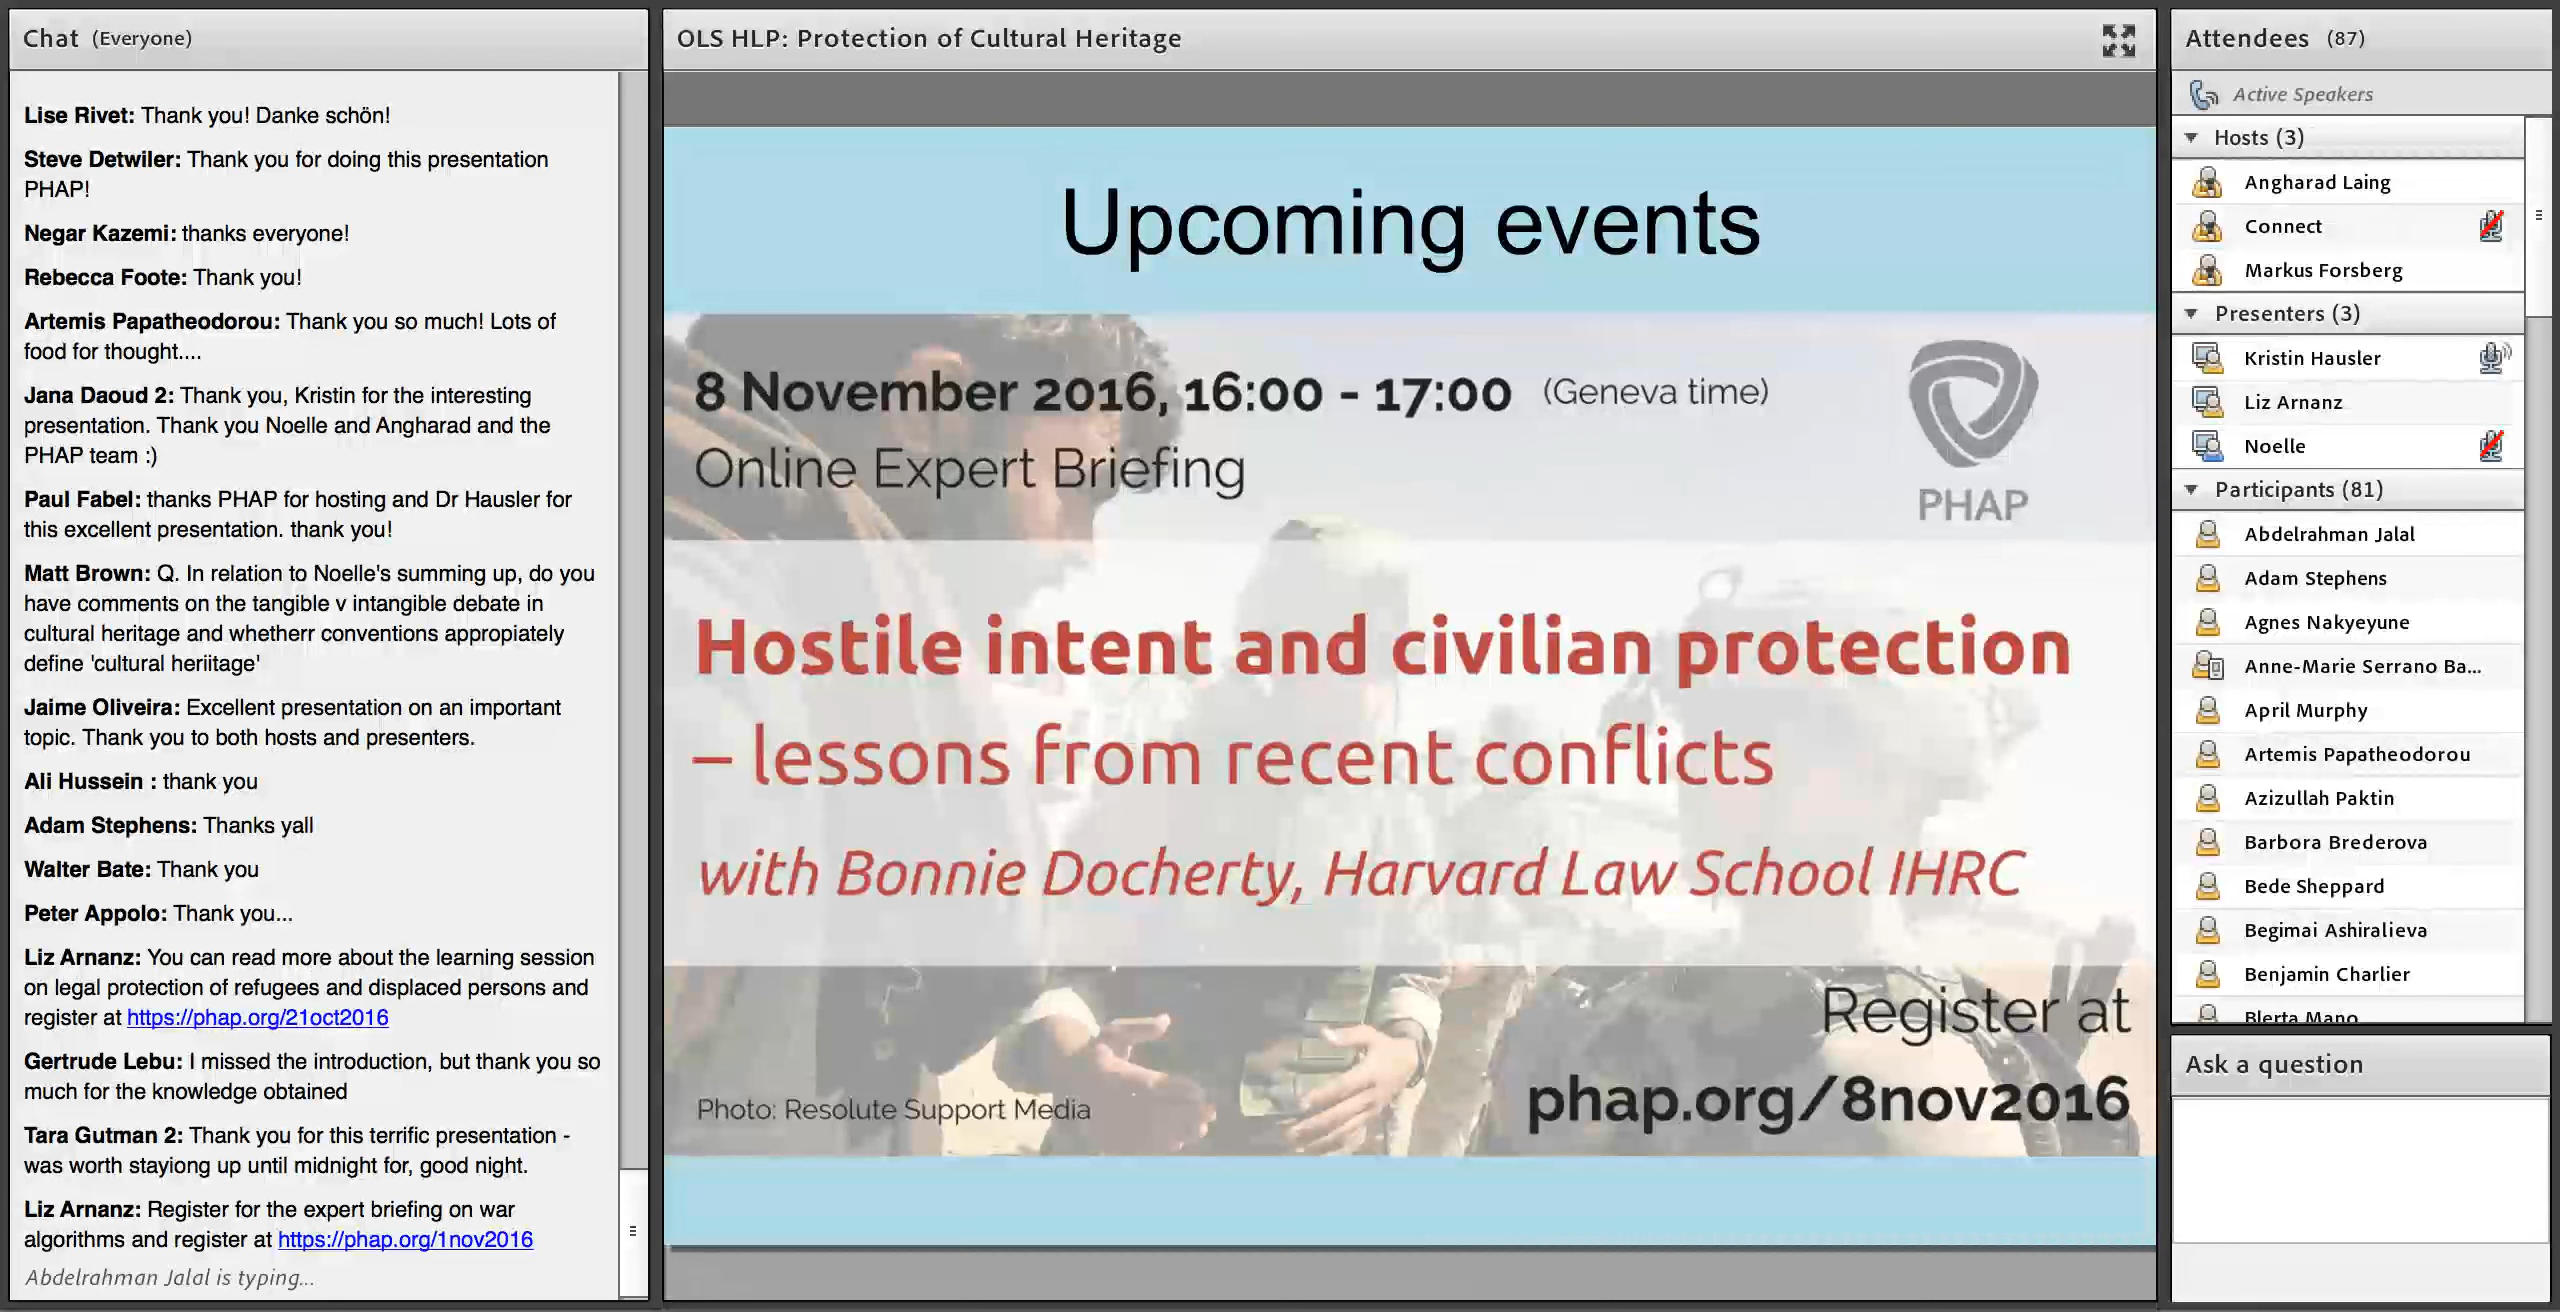 Chat (Everyone)
Lise Rivet: Thank you! Danke schön!
Steve Detwiler: Thank you for doing this presentation
PHAP!
Negar Kazemi: thanks everyone!
Rebecca Foote: Thank you!
Artemis Papatheodorou: Thank you so much! Lots of
food for thought....
Jana Daoud 2: Thank you, Kristin for the interesting
presentation. Thank you Noelle and Angharad and the
PHAP team :)
Paul Fabel: thanks PHAP for hosting and Dr Hausler for
this excellent presentation. thank you!
Matt Brown: Q. In relation to Noelle's summing up, do you
have comments on the tangible v intangible debate in
cultural heritage and whetherr conventions appropiately
define 'cultural heriitage'
Jaime Oliveira: Excellent presentation on an important
topic. Thank you to both hosts and presenters.
Ali Hussein : thank you
Adam Stephens: Thanks yall
Walter Bate: Thank you
Peter Appolo: Thank you...
Liz Arnanz: You can read more about the learning session
on legal protection of refugees and displaced persons and
register at https://phap.org/21oct2016
Gertrude Lebu: I missed the introduction, but thank you so
much for the knowledge obtained
Tara Gutman 2: Thank you for this terrific presentation -
was worth stayiong up until midnight for, good night.
Liz Arnanz: Register for the expert briefing on war
algorithms and register at https://phap.org/1nov2016
Abdelrahman Jalal is typing...
OLS HLP: Protection of Cultural Heritage
Upcoming events
8 November 2016, 16:00 - 17:00 (Geneva time)
Online Expert Briefing
PHAP
Hostile intent and civilian protection
– lessons from recent conflicts
with Bonnie Docherty, Harvard Law School IHRC
Register at
phap.org/8nov2016
Photo: Resolute Support Media
Attendees (87)
Active Speakers
Hosts (3)
Angharad Laing
Connect
Markus Forsberg
Presenters (3)
Kristin Hausler
Liz Arnanz
Noelle
Participants (81)
Abdelrahman Jalal
Adam Stephens
Agnes Nakyeyune
Anne-Marie Serrano Ba...
April Murphy
Artemis Papatheodorou
Azizullah Paktin
Barbora Brederova
Bede Sheppard
Begimai Ashiralieva
Benjamin Charlier
Blerta Mano
Ask a question